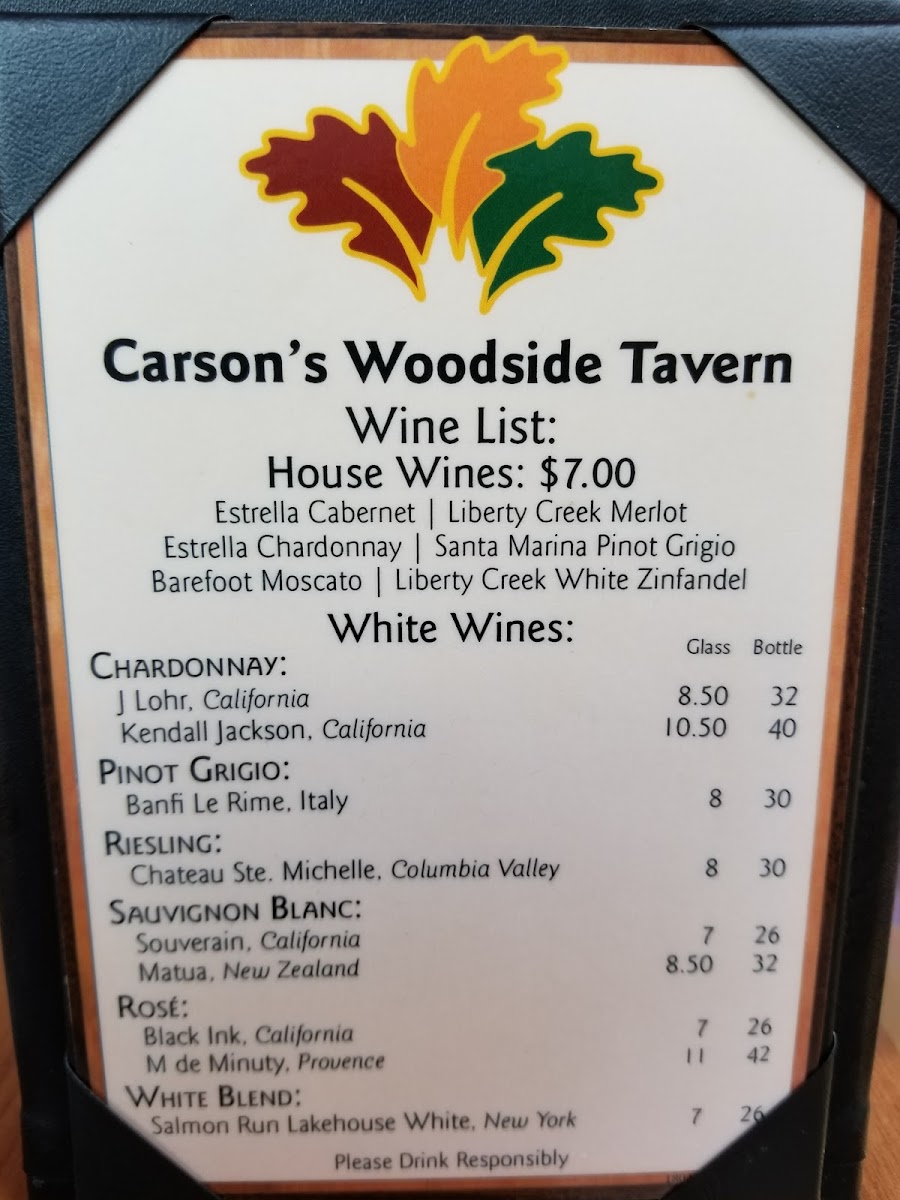 Carson's Woodside Tavern
Wine List:
House Wines: $7.00
Estrella Cabernet | Liberty Creek Merlot
Estrella Chardonnay | Santa Marina Pinot Grigio
Barefoot Moscato | Liberty Creek White Zinfandel
White Wines:
Glass Bottle
CHARDONNAY:
J Lohr, California 8.50 32
Kendall Jackson, California 10.50 40
PINOT GRIGIO:
Banfi Le Rime, Italy 8 30
RIESLING:
Chateau Ste. Michelle, Columbia Valley 8 30
SAUVIGNON BLANC:
Souverain, California 7 26
Matua, New Zealand 8.50 32
ROSÉ:
Black Ink, California 7 26
M de Minuty, Provence 11 42
WHITE BLEND:
Salmon Run Lakehouse White, New York 7 26
Please Drink Responsibly